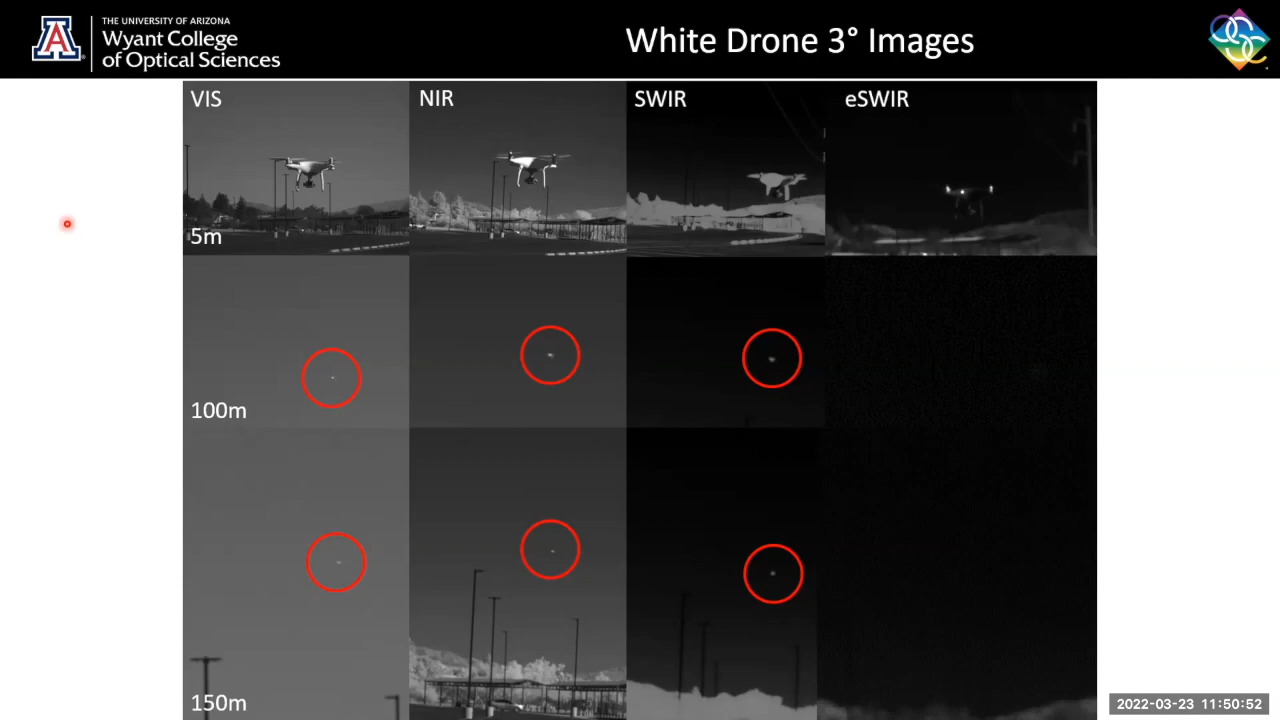 THE UNIVERSITY OF ARIZONA
Wyant College
of Optical Sciences
White Drone 3° Images
VIS
NIR
SWIR
eSWIR
5m
100m
150m
2022-03-23 11:50:52